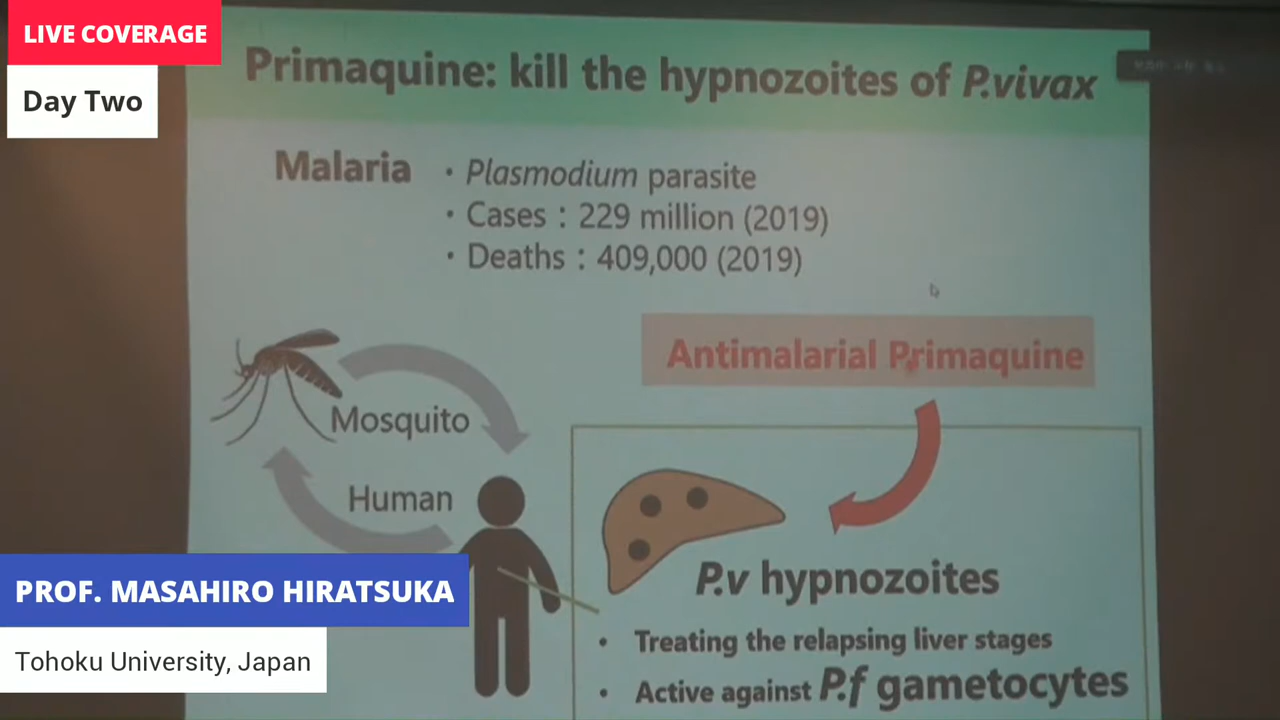 LIVE COVERAGE
Day Two
Primaquine: kill the hypnozoites of P.vivax
Malaria
・Plasmodium parasite
・Cases：229 million (2019)
・Deaths：409,000 (2019)
Antimalarial Primaquine
Mosquito
Human
P.v hypnozoites
• Treating the relapsing liver stages
• Active against P.f gametocytes
PROF. MASAHIRO HIRATSUKA
Tohoku University, Japan